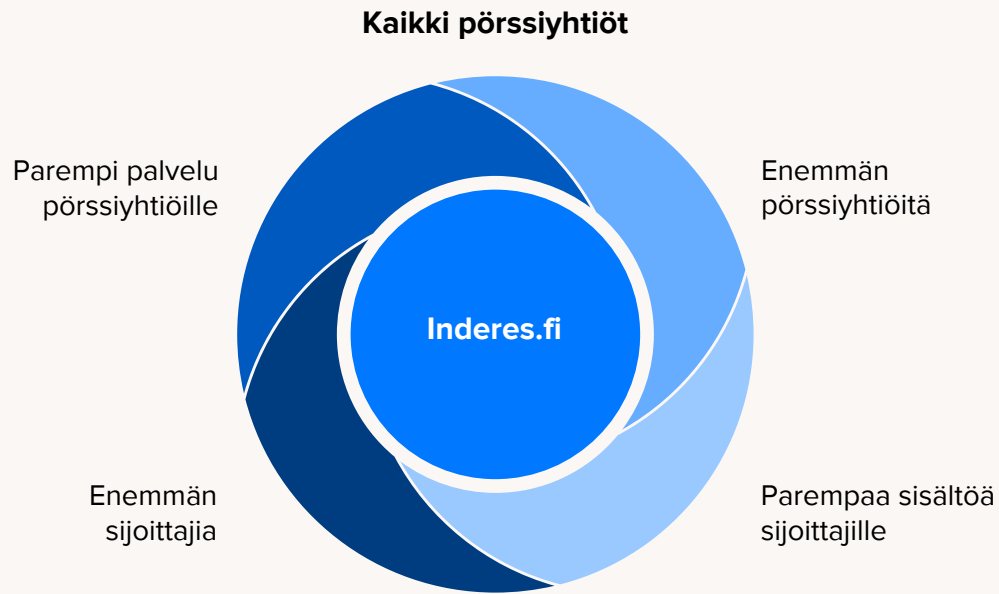 Kaikki pörssiyhtiöt
Parempi palvelu
pörssiyhtiöille
Enemmän
pörssiyhtiöitä
Inderes.fi
Enemmän
sijoittajia
Parempaa sisältöä
sijoittajille